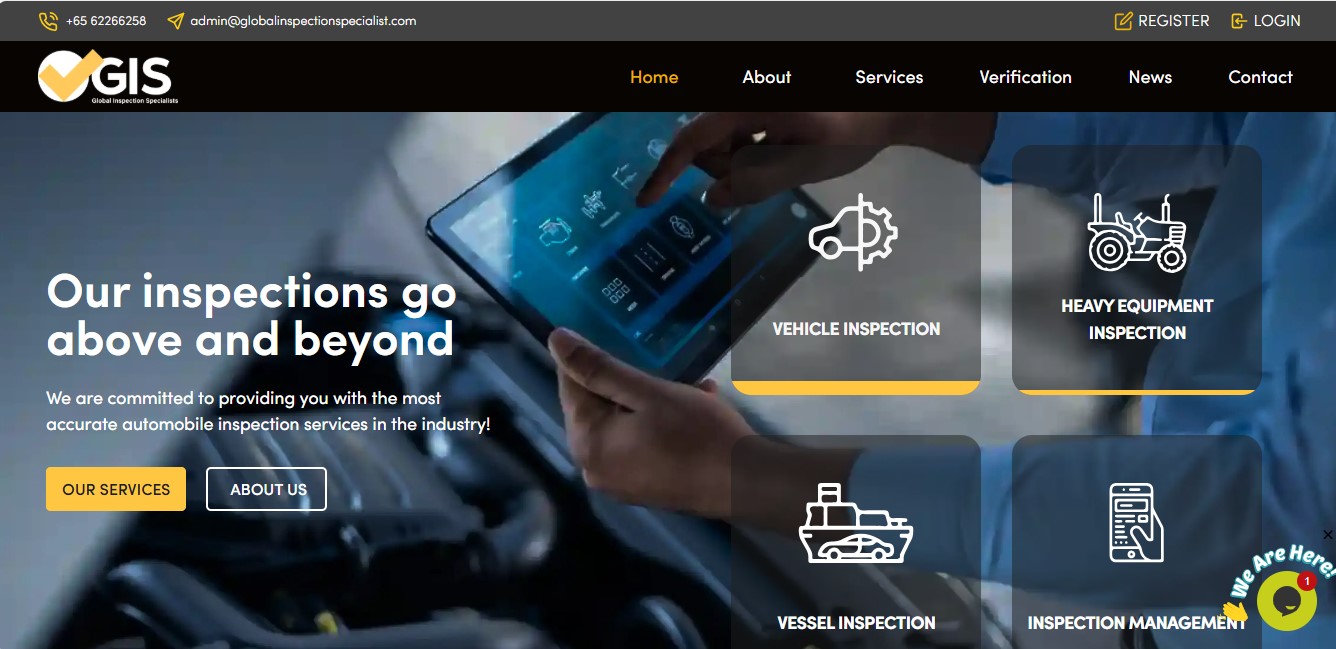 +65 62266258
admin@globalinspectionspecialist.com
REGISTER
LOGIN
GIS
Global Inspection Specialists
Home
About
Services
Verification
News
Contact
Our inspections go
above and beyond
We are committed to providing you with the most
accurate automobile inspection services in the industry!
OUR SERVICES
ABOUT US
VEHICLE INSPECTION
HEAVY EQUIPMENT
INSPECTION
VESSEL INSPECTION
INSPECTION MANAGEMENT
We Are Here!
1